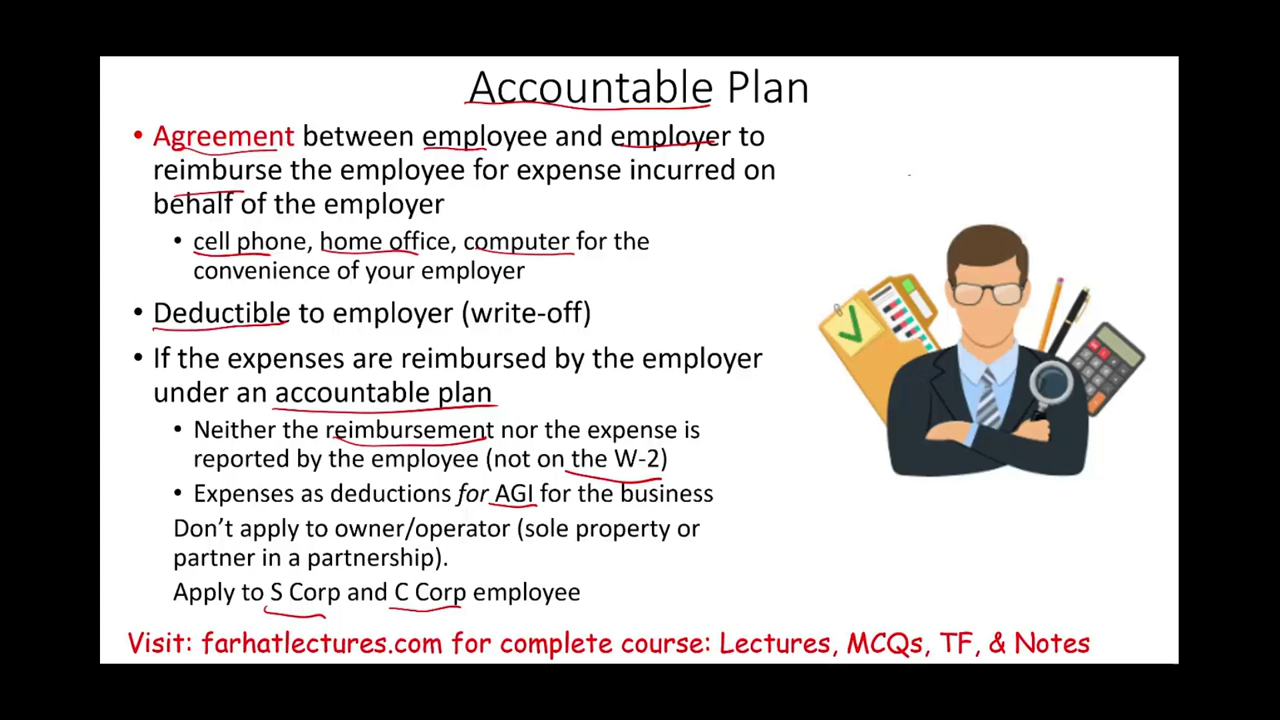 Accountable Plan
• Agreement between employee and employer to
reimburse the employee for expense incurred on
behalf of the employer
• cell phone, home office, computer for the
convenience of your employer
• Deductible to employer (write-off)
• If the expenses are reimbursed by the employer
under an accountable plan
• Neither the reimbursement nor the expense is
reported by the employee (not on the W-2)
• Expenses as deductions for AGI for the business
Don’t apply to owner/operator (sole property or
partner in a partnership).
Apply to S Corp and C Corp employee
Visit: farhatlectures.com for complete course: Lectures, MCQs, TF, & Notes